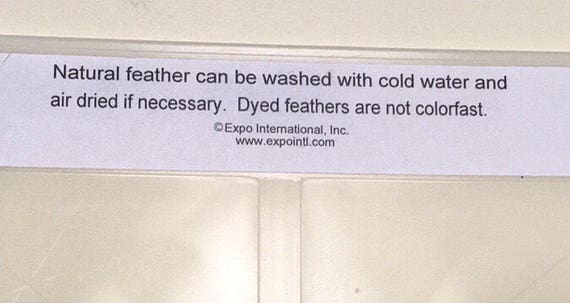 Natural feather can be washed with cold water and
air dried if necessary.  Dyed feathers are not colorfast.
©Expo International, Inc.
www.expointl.com